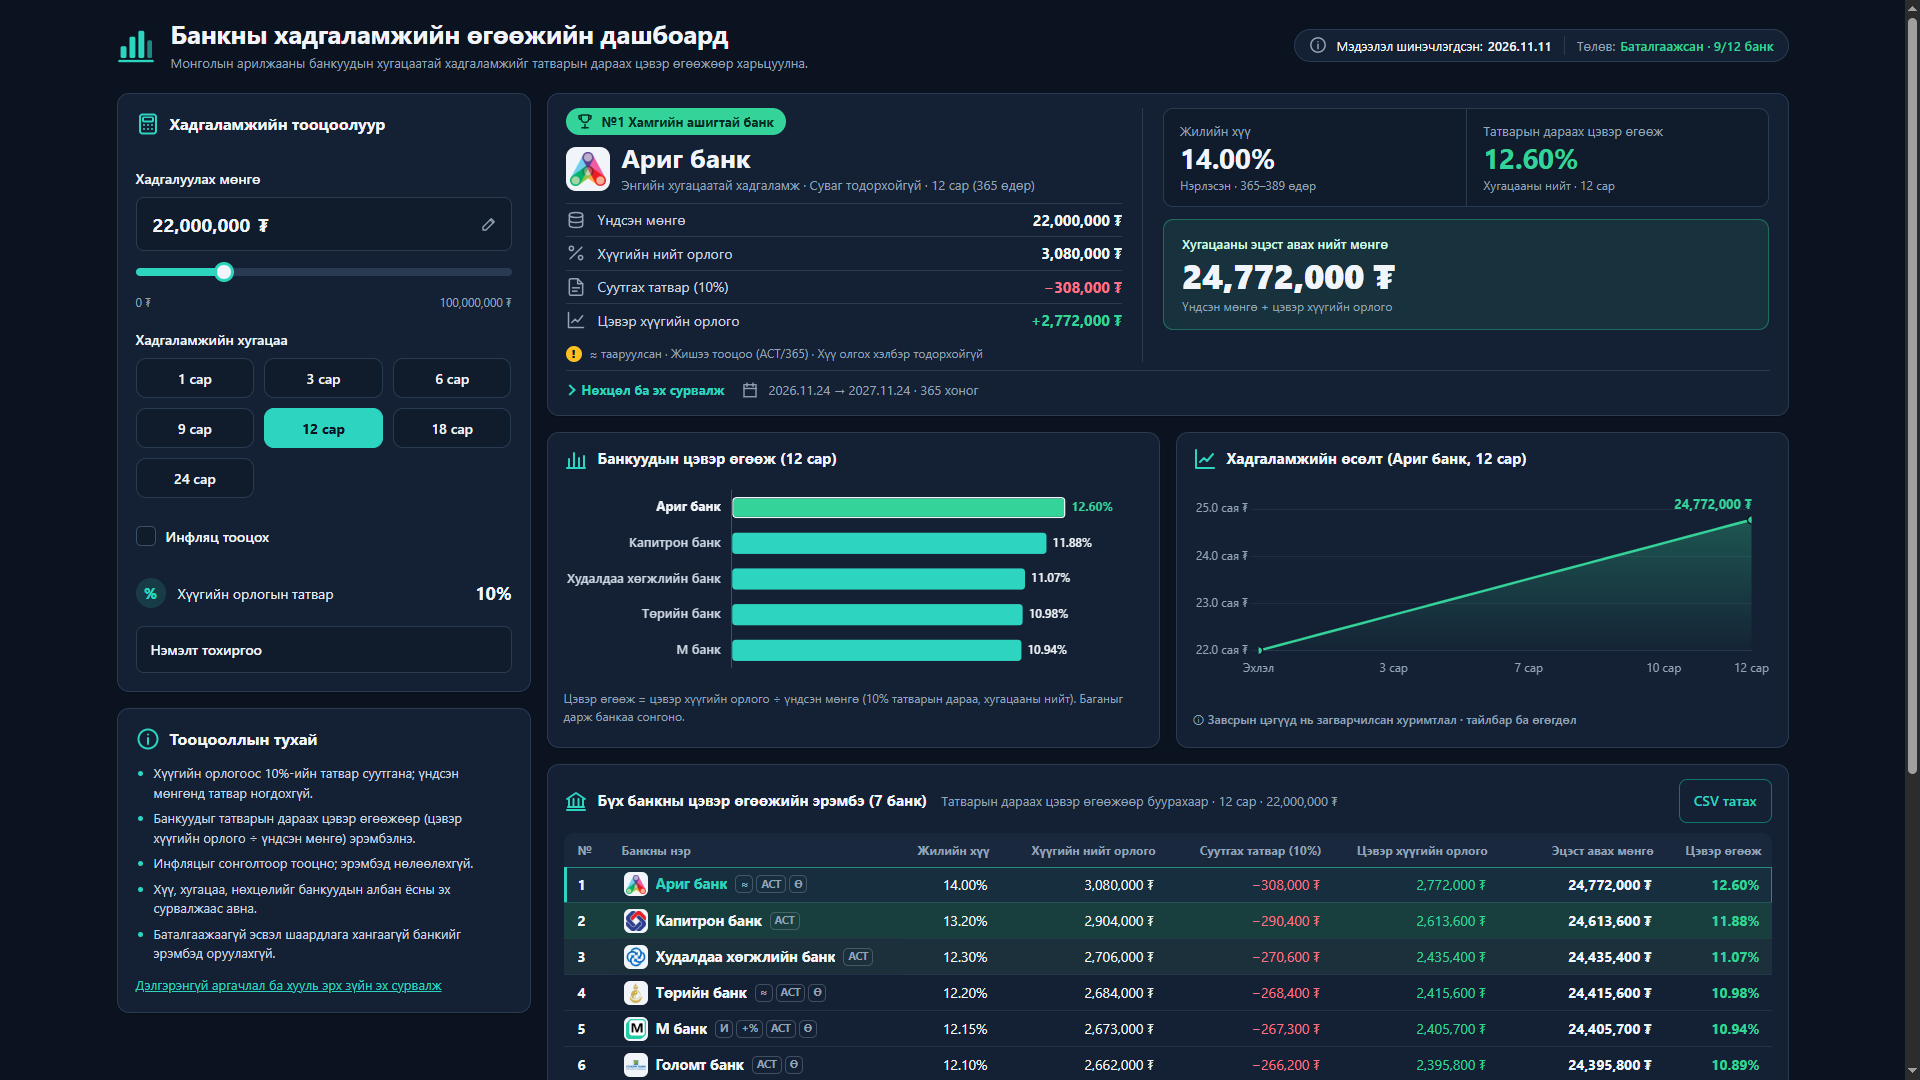 Банкны хадгаламжийн өгөөжийн дашбоард
Монголын арилжааны банкуудын хугацаатай хадгаламжийг татварын дараах цэвэр өгөөжөөр харьцуулна.
Мэдээлэл шинэчлэгдсэн: 2026.11.11
Төлөв: Баталгаажсан · 9/12 банк
Хадгаламжийн тооцоолуур
Хадгалуулах мөнгө
22,000,000 ₮
0 ₮
100,000,000 ₮
Хадгаламжийн хугацаа
1 сар
3 сар
6 сар
9 сар
12 сар
18 сар
24 сар
Инфляц тооцох
% Хүүгийн орлогын татвар 10%
Нэмэлт тохиргоо
Тооцооллын тухай
• Хүүгийн орлогоос 10%-ийн татвар суутгана; үндсэн
мөнгөнд татвар ногдохгүй.
• Банкуудыг татварын дараах цэвэр өгөөжөөр (цэвэр
хүүгийн орлого ÷ үндсэн мөнгө) эрэмбэлнэ.
• Инфляцыг сонголтоор тооцно; эрэмбэд нөлөөлөхгүй.
• Хүү, хугацаа, нөхцөлийг банкуудын албан ёсны эх
сурвалжаас авна.
• Баталгаажаагүй эсвэл шаардлага хангаагүй банкийг
эрэмбэд оруулахгүй.
Дэлгэрэнгүй аргачлал ба хууль эрх зүйн эх сурвалж
№1 Хамгийн ашигтай банк
Ариг банк
Энгийн хугацаатай хадгаламж · Суваг тодорхойгүй · 12 сар (365 өдөр)
Үндсэн мөнгө 22,000,000 ₮
Хүүгийн нийт орлого 3,080,000 ₮
Суутгах татвар (10%) −308,000 ₮
Цэвэр хүүгийн орлого +2,772,000 ₮
! ≈ тааруулсан · Жишээ тооцоо (ACT/365) · Хүү олгох хэлбэр тодорхойгүй
Нөхцөл ба эх сурвалж
2026.11.24 → 2027.11.24 · 365 хоног
Жилийн хүү
14.00%
Нэрлэсэн · 365–389 өдөр
Татварын дараах цэвэр өгөөж
12.60%
Хугацааны нийт · 12 сар
Хугацааны эцэст авах нийт мөнгө
24,772,000 ₮
Үндсэн мөнгө + цэвэр хүүгийн орлого
Банкуудын цэвэр өгөөж (12 сар)
Ариг банк 12.60%
Капитрон банк 11.88%
Худалдаа хөгжлийн банк 11.07%
Төрийн банк 10.98%
М банк 10.94%
Цэвэр өгөөж = цэвэр хүүгийн орлого ÷ үндсэн мөнгө (10% татварын дараа, хугацааны нийт). Баганыг
дарж банкаа сонгоно.
Хадгаламжийн өсөлт (Ариг банк, 12 сар)
24,772,000 ₮
25.0 сая ₮
24.0 сая ₮
23.0 сая ₮
22.0 сая ₮
Эхлэл 3 сар 7 сар 10 сар 12 сар
Завсрын цэгүүд нь загварчилсан хуримтлал · тайлбар ба өгөгдөл
Бүх банкны цэвэр өгөөжийн эрэмбэ (7 банк)
Татварын дараах цэвэр өгөөжөөр буурахаар · 12 сар · 22,000,000 ₮
CSV татах
№ Банкны нэр Жилийн хүү Хүүгийн нийт орлого Суутгах татвар (10%) Цэвэр хүүгийн орлого Эцэст авах мөнгө Цэвэр өгөөж
1 Ариг банк ≈ ACT Ө 14.00% 3,080,000 ₮ −308,000 ₮ 2,772,000 ₮ 24,772,000 ₮ 12.60%
2 Капитрон банк ACT 13.20% 2,904,000 ₮ −290,400 ₮ 2,613,600 ₮ 24,613,600 ₮ 11.88%
3 Худалдаа хөгжлийн банк ACT 12.30% 2,706,000 ₮ −270,600 ₮ 2,435,400 ₮ 24,435,400 ₮ 11.07%
4 Төрийн банк ≈ ACT Ө 12.20% 2,684,000 ₮ −268,400 ₮ 2,415,600 ₮ 24,415,600 ₮ 10.98%
5 M М банк И +% ACT Ө 12.15% 2,673,000 ₮ −267,300 ₮ 2,405,700 ₮ 24,405,700 ₮ 10.94%
6 Голомт банк ACT Ө 12.10% 2,662,000 ₮ −266,200 ₮ 2,395,800 ₮ 24,395,800 ₮ 10.89%